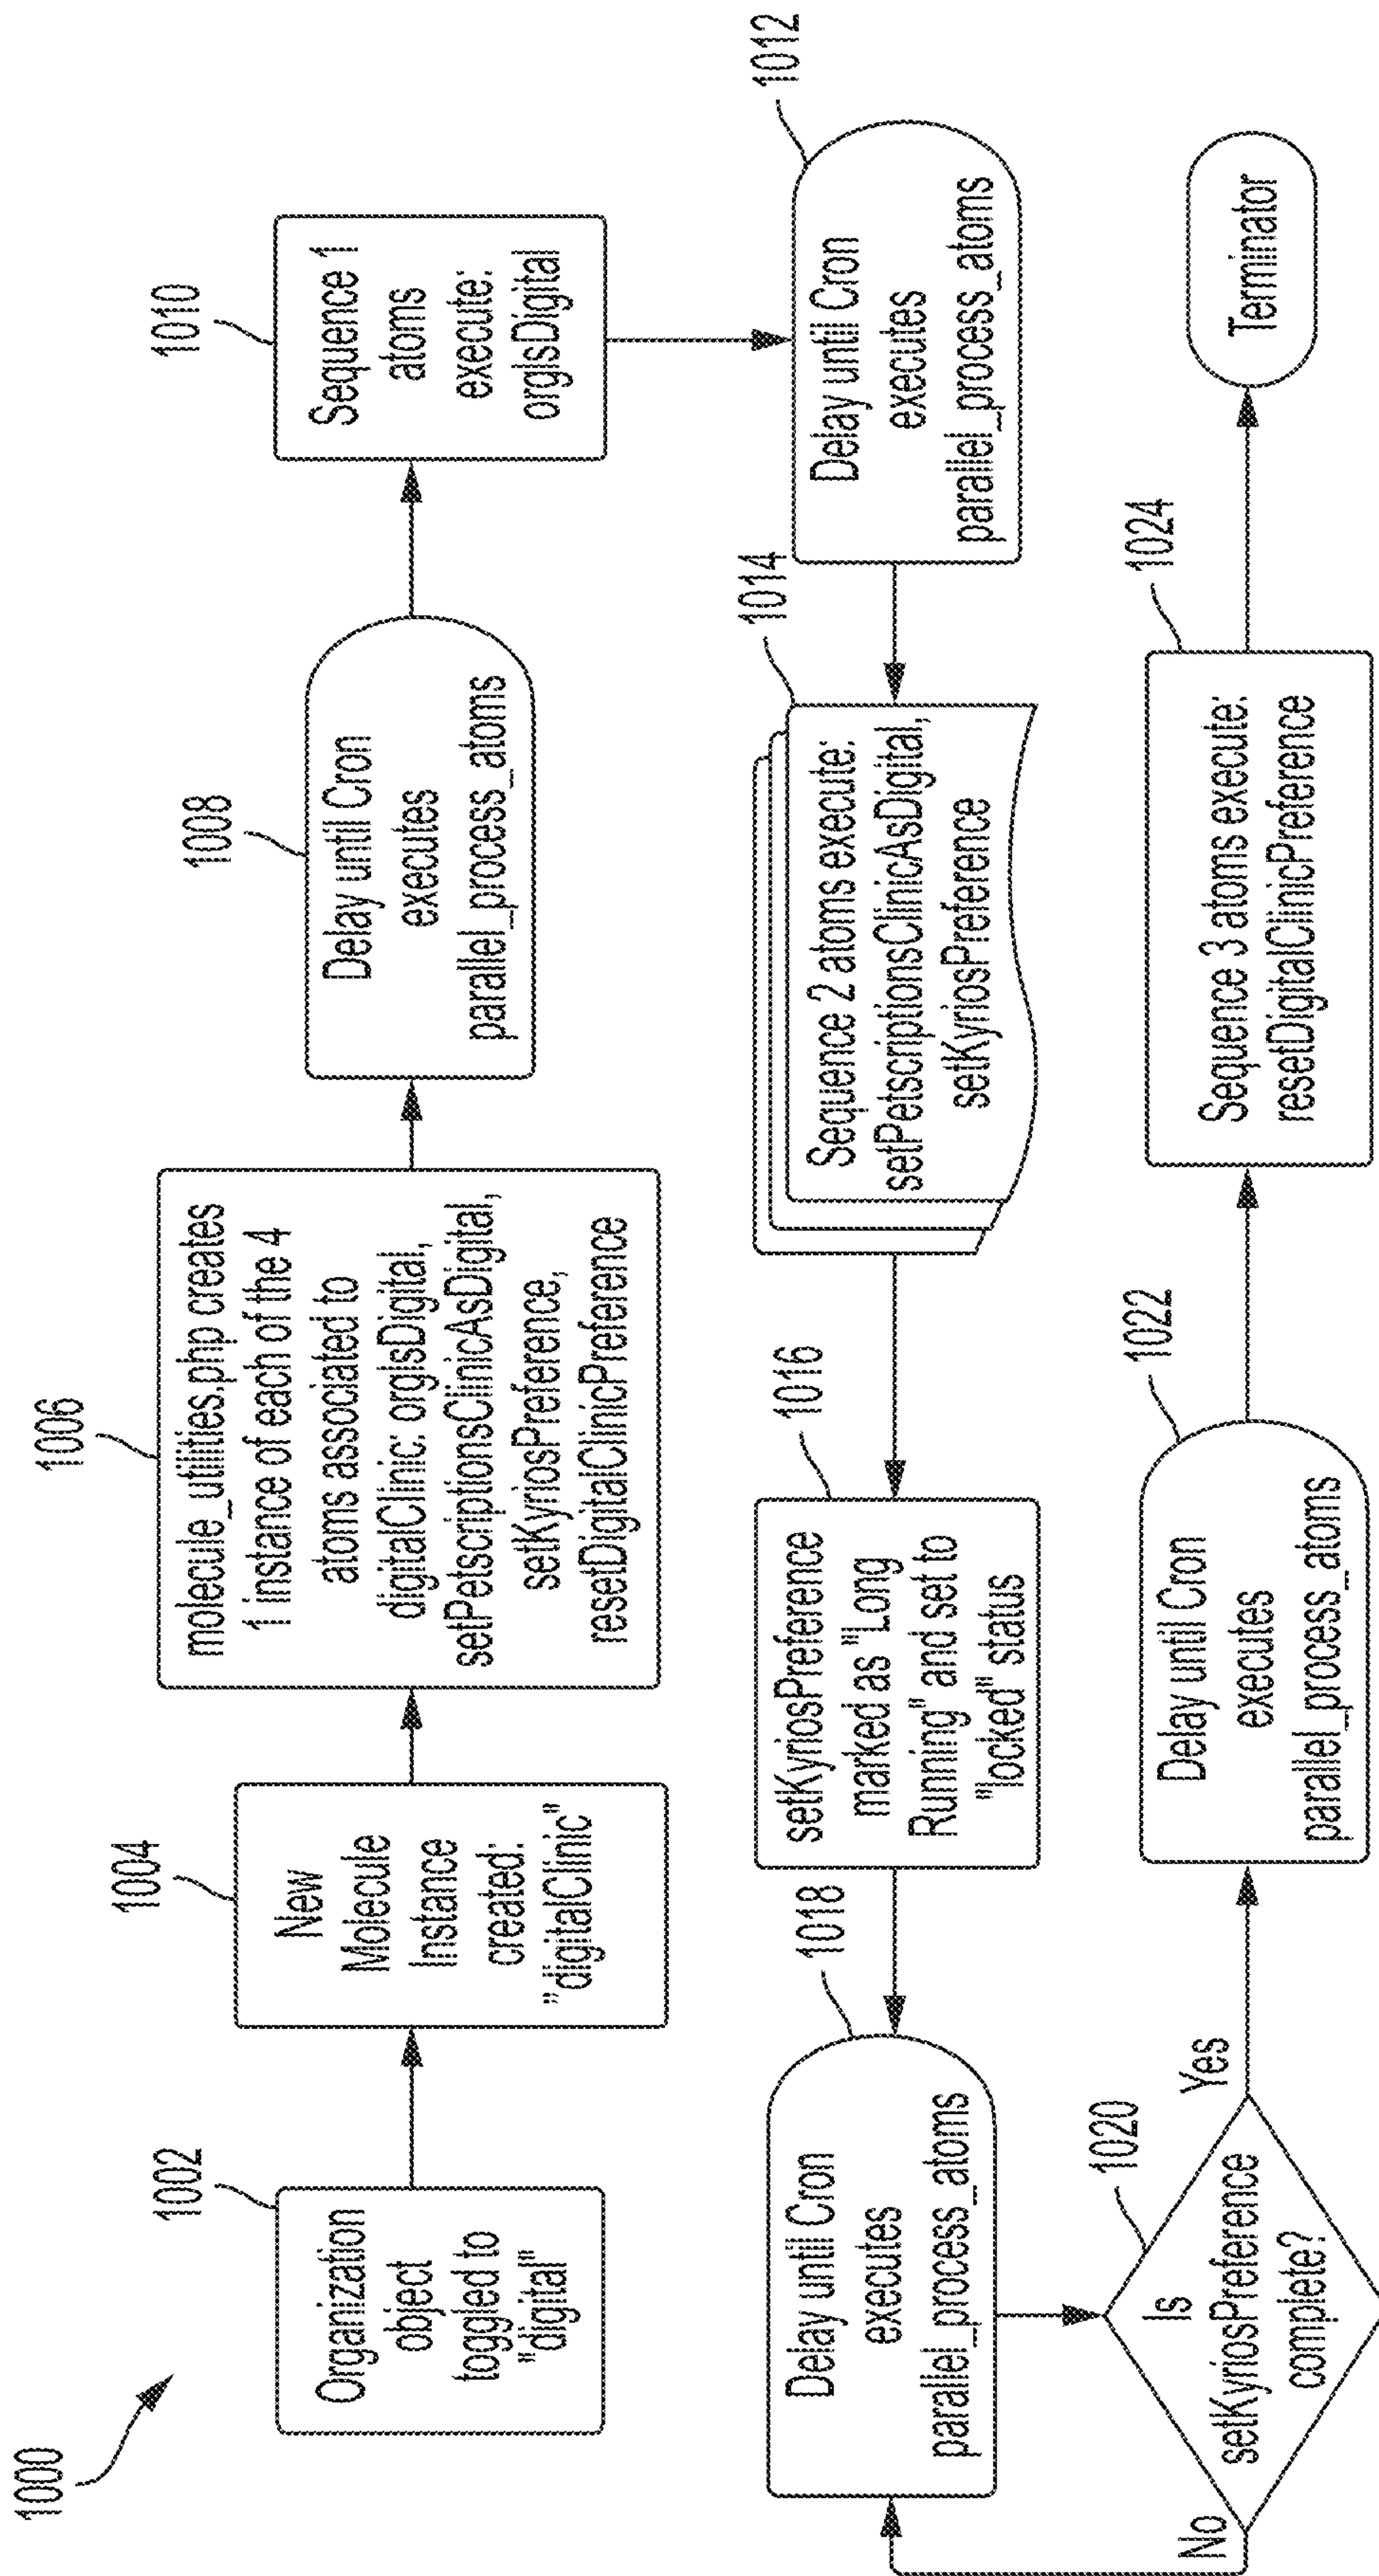 1000
1002
Organization
object
toggled to
"digital"
1004
New
Molecule
Instance
created:
"digitalClinic"
1006
molecule_utilities.php creates
1 instance of each of the 4
atoms associated to
digitalClinic: orgIsDigital,
setPetscriptionsClinicAsDigital,
setKyriosPreference,
resetDigitalClinicPreference
1008
Delay until Cron
executes
parallel_process_atoms
1010
Sequence 1
atoms
execute:
orgIsDigital
1012
Delay until Cron
executes
parallel_process_atoms
1014
Sequence 2 atoms execute:
setPetscriptionsClinicAsDigital,
setKyriosPreference
1016
setKyriosPreference
marked as "Long
Running" and set to
"locked" status
1018
Delay until Cron
executes
parallel_process_atoms
1020
Is
setKyriosPreference
complete?
No
Yes
1022
Delay until Cron
executes
parallel_process_atoms
1024
Sequence 3 atoms execute:
resetDigitalClinicPreference
Terminator